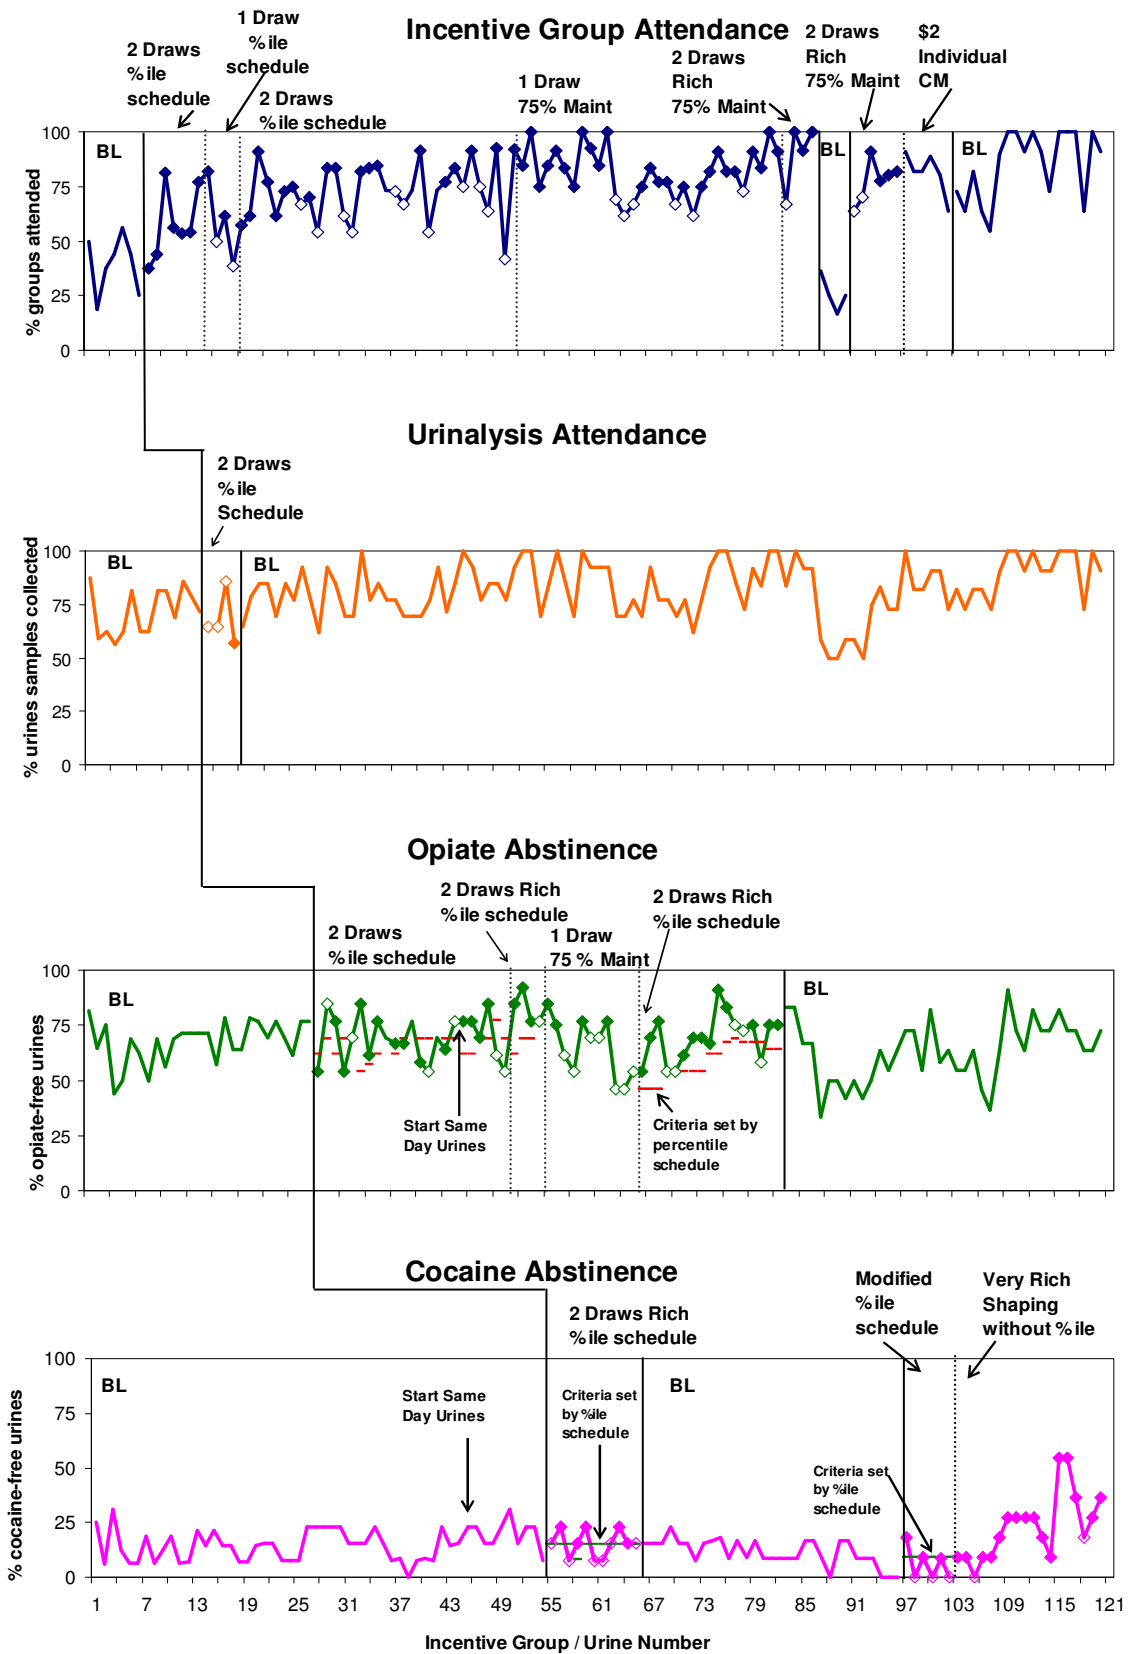 Incentive Group Attendance
1 Draw
%ile
schedule
2 Draws
%ile
schedule
2 Draws
%ile schedule
1 Draw
75% Maint
2 Draws
Rich
75% Maint
2 Draws
Rich
75% Maint
$2
Individual
CM
BL
BL
BL
% groups attended
100
75
50
25
0
Urinalysis Attendance
2 Draws
%ile
Schedule
BL
BL
% urines samples collected
100
75
50
25
0
Opiate Abstinence
2 Draws Rich
%ile schedule
2 Draws Rich
%ile schedule
2 Draws
%ile schedule
1 Draw
75 % Maint
BL
BL
% opiate-free urines
100
75
50
25
0
Start Same
Day Urines
Criteria set by
percentile
schedule
Cocaine Abstinence
2 Draws Rich
%ile schedule
Modified
%ile
schedule
Very Rich
Shaping
without %ile
BL
BL
Start Same
Day Urines
Criteria set
by %ile
schedule
Criteria set
by %ile
schedule
% cocaine-free urines
100
75
50
25
0
1 7 13 19 25 31 37 43 49 55 61 67 73 79 85 91 97 103 109 115 121
Incentive Group / Urine Number